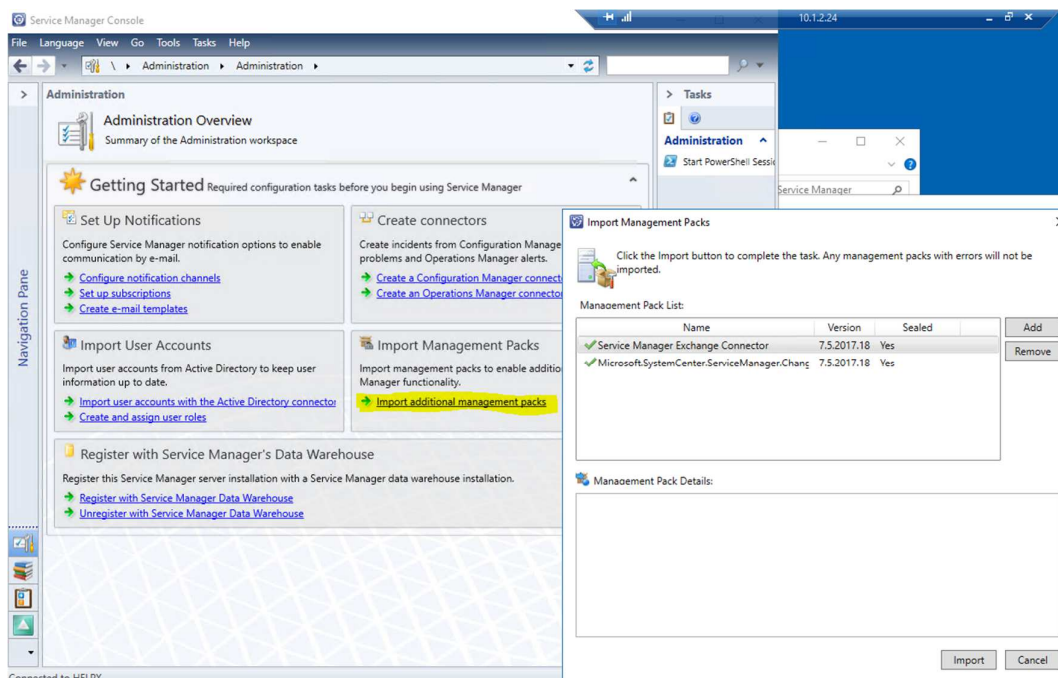 Service Manager Console
10.1.2.24
File Language View Go Tools Tasks Help
\ Administration Administration
Administration
Administration Overview
Summary of the Administration workspace
Getting Started Required configuration tasks before you begin using Service Manager
Set Up Notifications
Configure Service Manager notification options to enable
communication by e-mail.
Configure notification channels
Set up subscriptions
Create e-mail templates
Create connectors
Create incidents from Configuration Manage
problems and Operations Manager alerts.
Create a Configuration Manager connect
Create an Operations Manager connecto
Import User Accounts
Import user accounts from Active Directory to keep user
information up to date.
Import user accounts with the Active Directory connector
Create and assign user roles
Import Management Packs
Import management packs to enable additio
Manager functionality.
Import additional management packs
Register with Service Manager's Data Warehouse
Register this Service Manager server installation with a Service Manager data warehouse installation.
Register with Service Manager Data Warehouse
Unregister with Service Manager Data Warehouse
Navigation Pane
Tasks
Administration
Start PowerShell Sessio
Service Manager
Import Management Packs
Click the Import button to complete the task. Any management packs with errors will not be
imported.
Management Pack List:
Name Version Sealed
Service Manager Exchange Connector 7.5.2017.18 Yes
Microsoft.SystemCenter.ServiceManager.Chang 7.5.2017.18 Yes
Add
Remove
Management Pack Details:
Import Cancel
Connected to HELPX